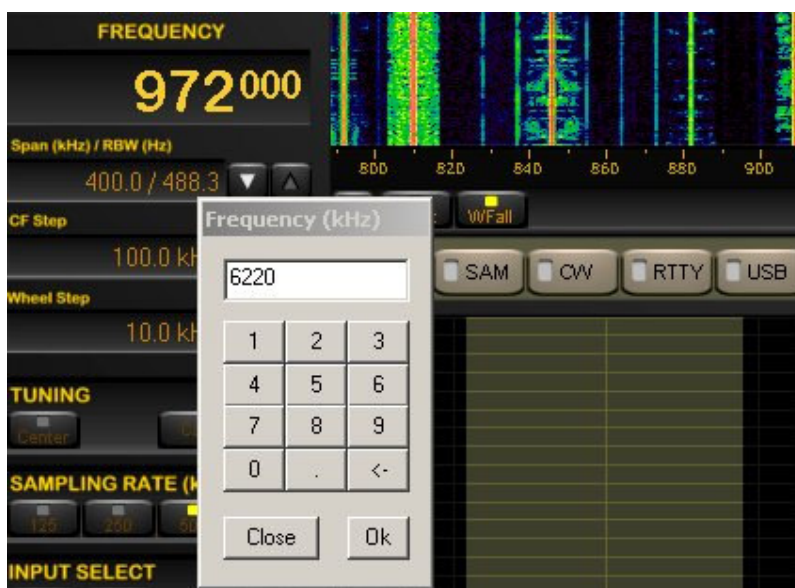 FREQUENCY
972000
Span (kHz) / RBW (Hz)
400.0 / 488.3
800 820 840 860 880 900
CF Step
100.0
WFall
Wheel Step
10.0
SAM CW RTTY USB
Frequency (kHz)
6220
1 2 3
4 5 6
7 8 9
0 . <-
Close Ok
TUNING
Center
SAMPLING RATE
125 250
INPUT SELECT